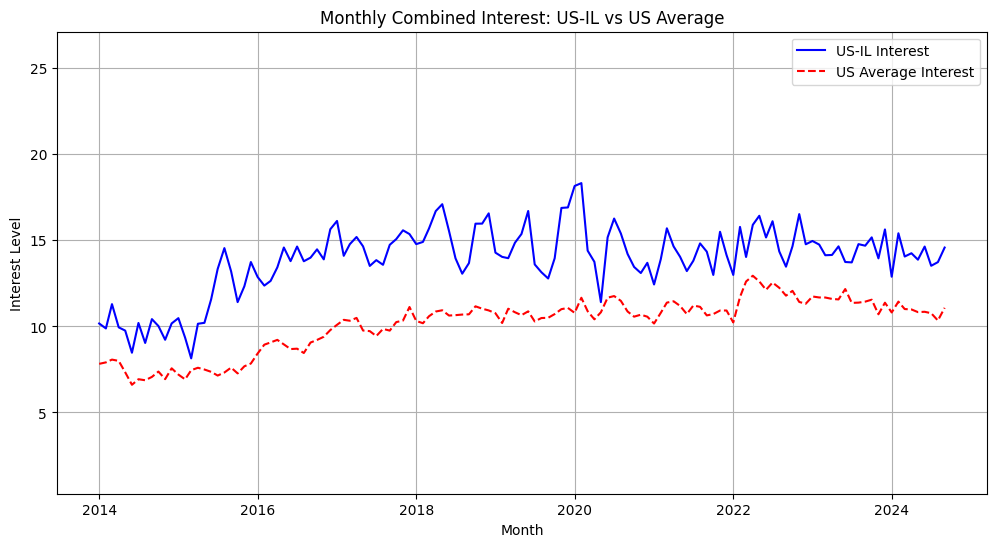 Monthly Combined Interest: US-IL vs US Average
US-IL Interest
US Average Interest
Interest Level
25
20
15
10
5
2014 2016 2018 2020 2022 2024
Month